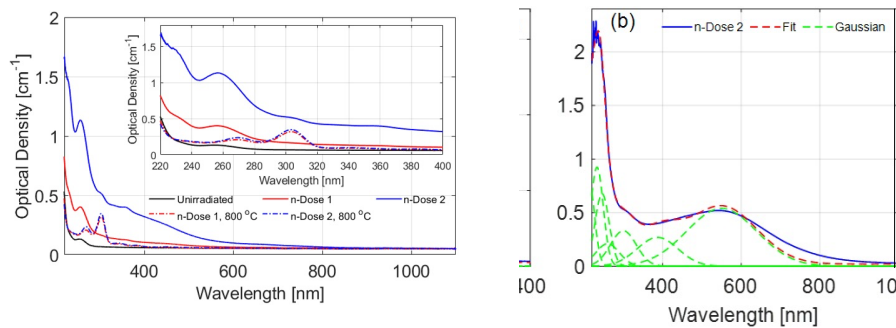 2
1.5
1
0.5
0
Optical Density [cm⁻¹]
400
600
800
1000
Wavelength [nm]
1.5
1
0.5
0
Optical Density [cm⁻¹]
220
240
260
280
300
320
340
360
380
400
Wavelength [nm]
Unirradiated
n-Dose 1
n-Dose 2
n-Dose 1, 800 °C
n-Dose 2, 800 °C
400
(b)
n-Dose 2
Fit
Gaussian
2
1.5
1
0.5
0
400
600
800
Wavelength [nm]